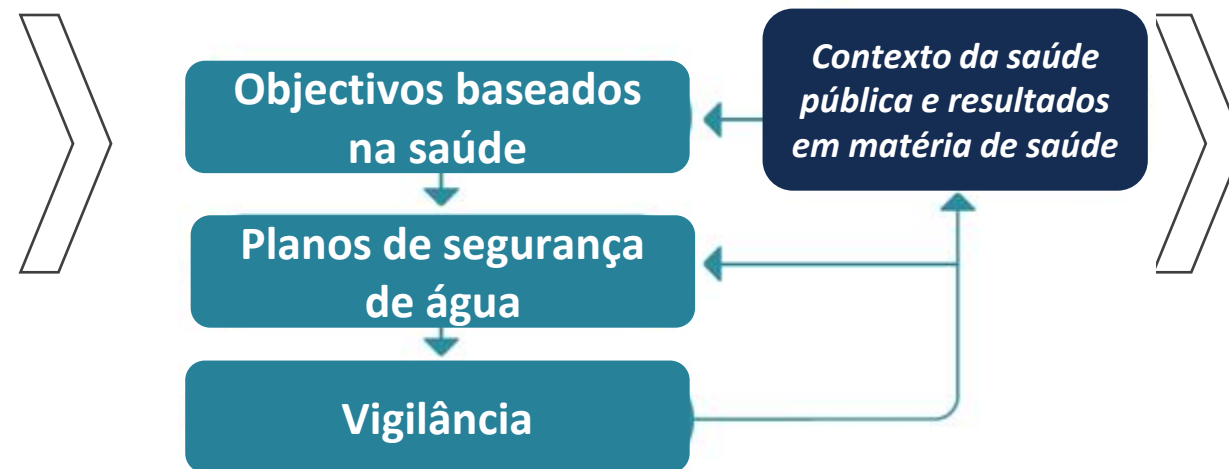 Objectivos baseados
na saúde
Contexto da saúde
pública e resultados
em matéria de saúde
Planos de segurança
de água
Vigilância